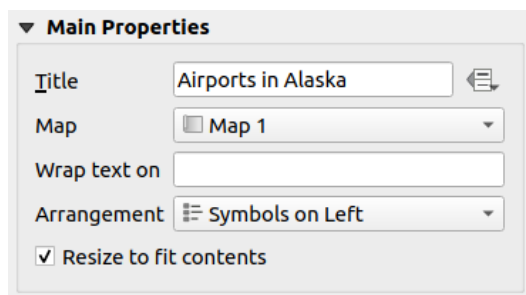 Main Properties
Title Airports in Alaska
Map Map 1
Wrap text on
Arrangement Symbols on Left
Resize to fit contents